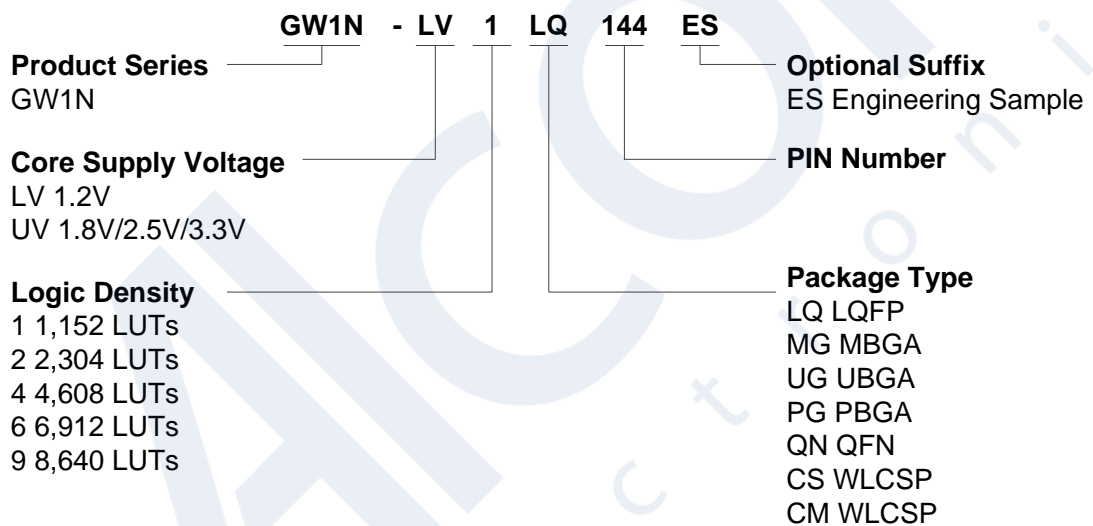 GW1N - LV 1 LQ 144 ES
Product Series
GW1N
Core Supply Voltage
LV 1.2V
UV 1.8V/2.5V/3.3V
Logic Density
1 1,152 LUTs
2 2,304 LUTs
4 4,608 LUTs
6 6,912 LUTs
9 8,640 LUTs
Optional Suffix
ES Engineering Sample
PIN Number
Package Type
LQ LQFP
MG MBGA
UG UBGA
PG PBGA
QN QFN
CS WLCSP
CM WLCSP